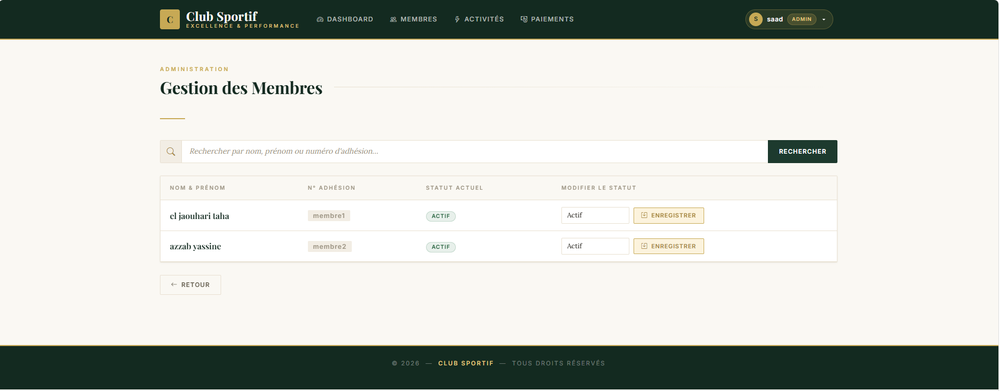 C
Club Sportif
EXCELLENCE & PERFORMANCE
DASHBOARD
MEMBRES
ACTIVITÉS
PAIEMENTS
S saad ADMIN
ADMINISTRATION
Gestion des Membres
Rechercher par nom, prénom ou numéro d'adhésion...
RECHERCHER
NOM & PRÉNOM N° ADHÉSION STATUT ACTUEL MODIFIER LE STATUT
el jaouhari taha membre1 ACTIF Actif ENREGISTRER
azzab yassine membre2 ACTIF Actif ENREGISTRER
← RETOUR
© 2026 — CLUB SPORTIF — TOUS DROITS RÉSERVÉS